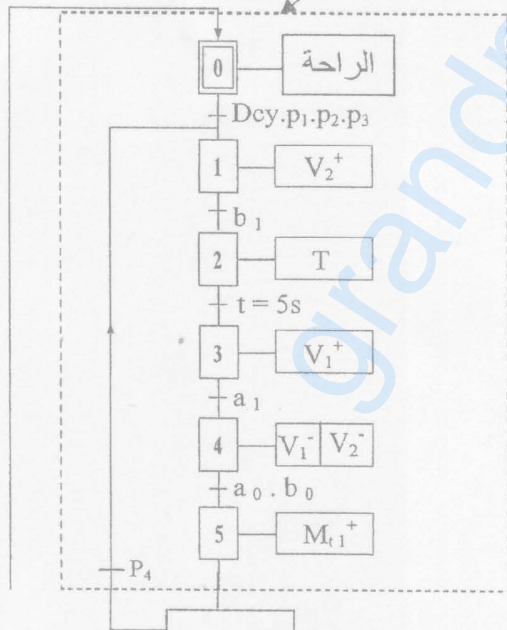 0 الراحة
Dcy.p₁.p₂.p₃
1 V₂⁺
b₁
2 T
t = 5s
3 V₁⁺
a₁
4 V₁⁻ V₂⁻
a₀ . b₀
5 Mₜ₁⁺
P₄